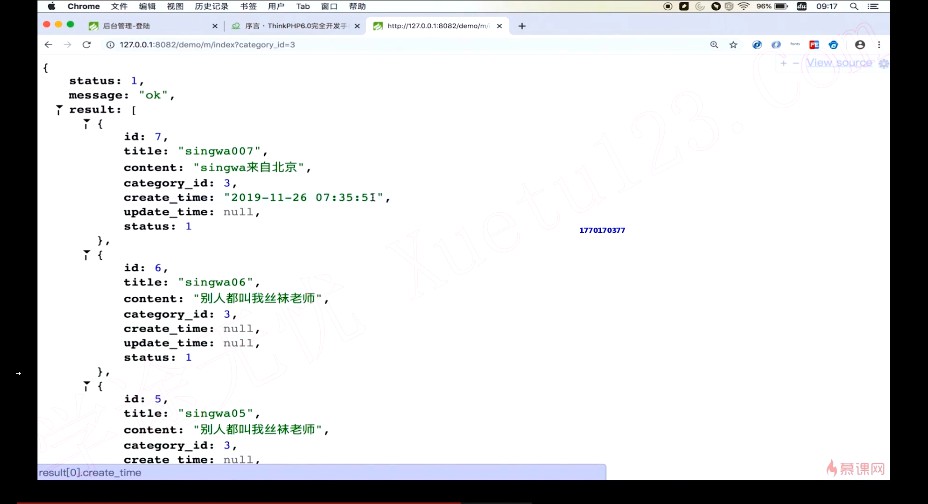 Chrome 文件 编辑 视图 历史记录 书签 用户 Tab 窗口 帮助 96% 09:17
后台管理-登陆 序言 · ThinkPHP6.0完全开发手 http://127.0.0.1:8082/demo/m/
127.0.0.1:8082/demo/m/index?category_id=3
+ - View source
{
status: 1,
message: "ok",
result: [
{
id: 7,
title: "singwa007",
content: "singwa来自北京",
category_id: 3,
create_time: "2019-11-26 07:35:51",
update_time: null,
status: 1
},
1770170377
{
id: 6,
title: "singwa06",
content: "别人都叫我丝袜老师",
category_id: 3,
create_time: null,
update_time: null,
status: 1
},
{
id: 5,
title: "singwa05",
content: "别人都叫我丝袜老师",
category_id: 3,
create_time: null,
result[0].create_time
慕课网
Xuetu123.Com